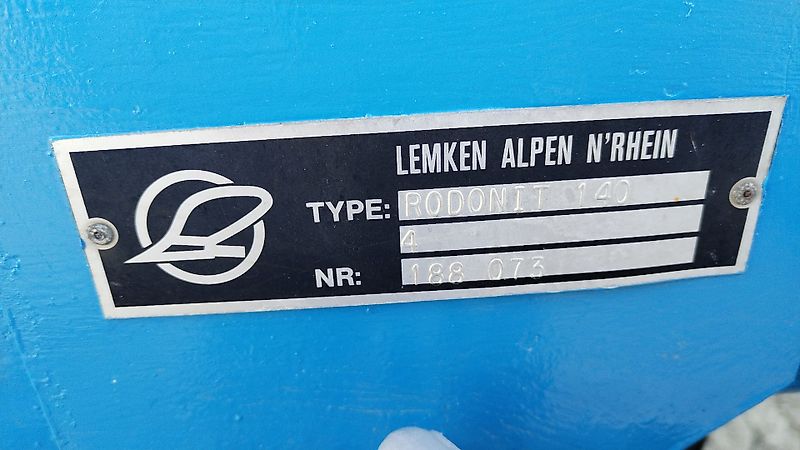 LEMKEN ALPEN N'RHEIN
TYPE: RODONIT 140
4
NR: 188 073